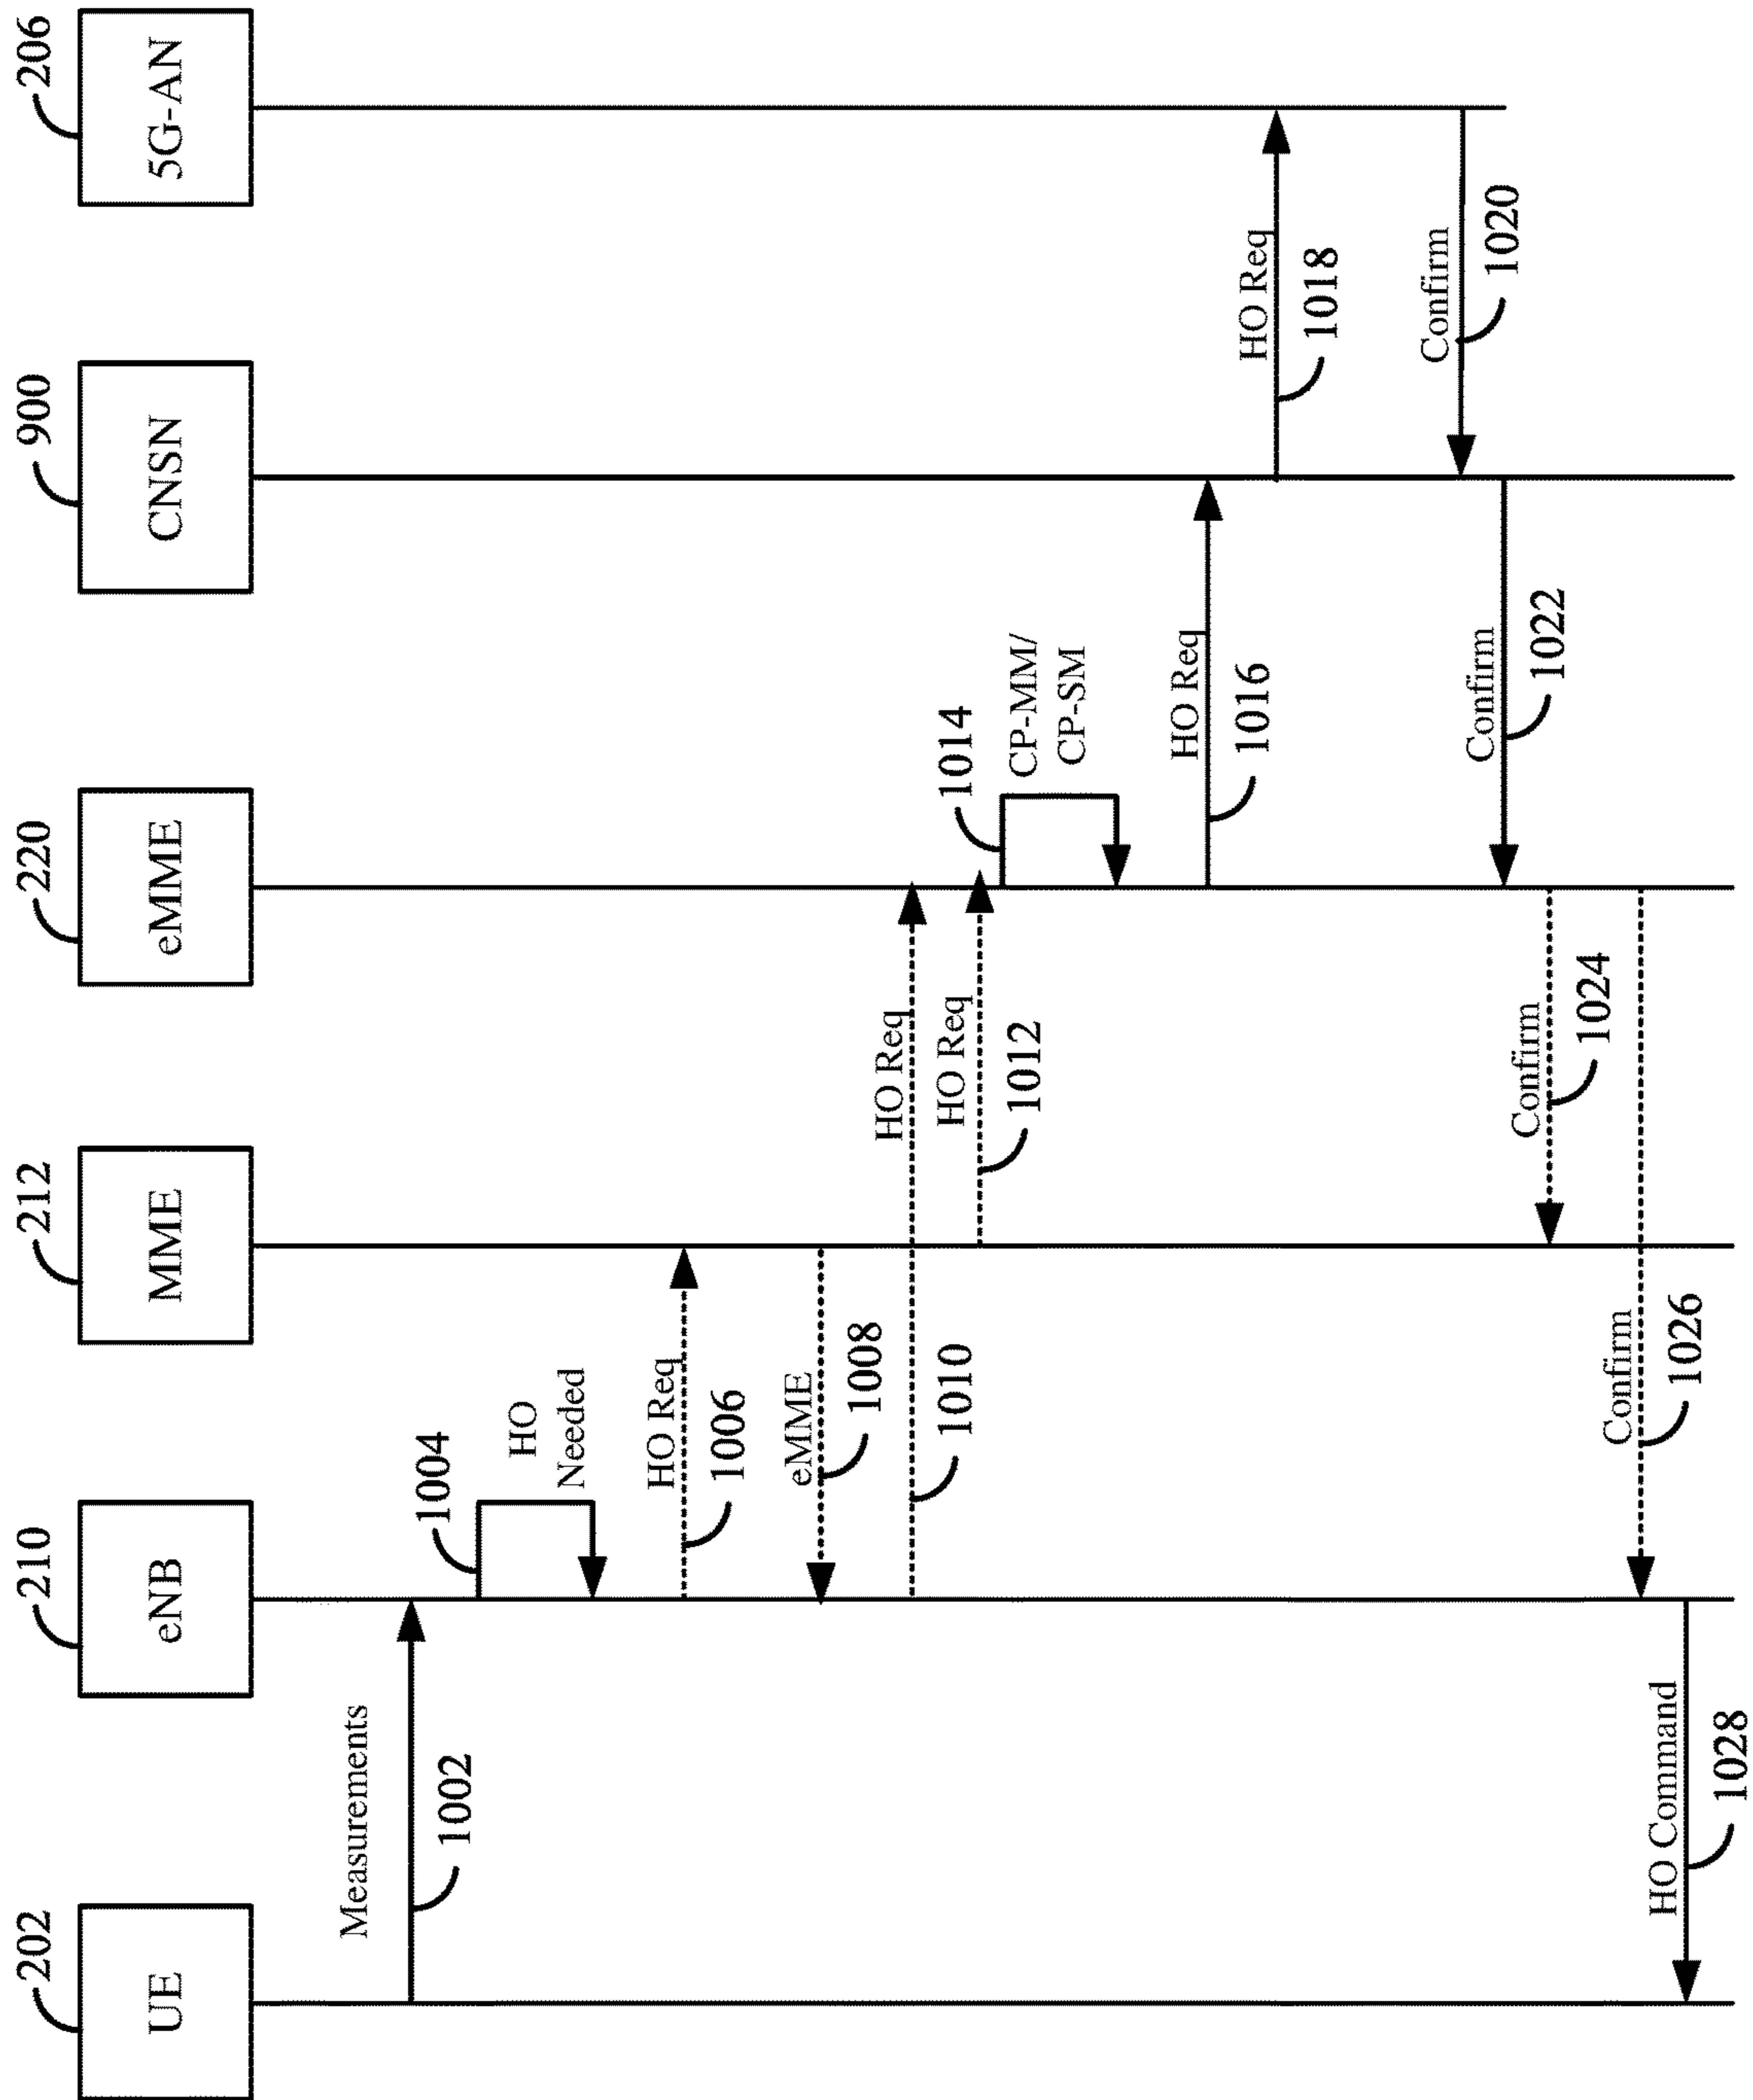 202
210
212
220
900
206
UE
eNB
MME
eMME
CNSN
5G-AN
Measurements
1002
1004
HO
Needed
HO Req
1006
eMME
1008
HO Req
1010
HO Req
1012
1014
CP-MM/
CP-SM
HO Req
1016
HO Req
1018
Confirm
1020
Confirm
1022
Confirm
1024
Confirm
1026
HO Command
1028